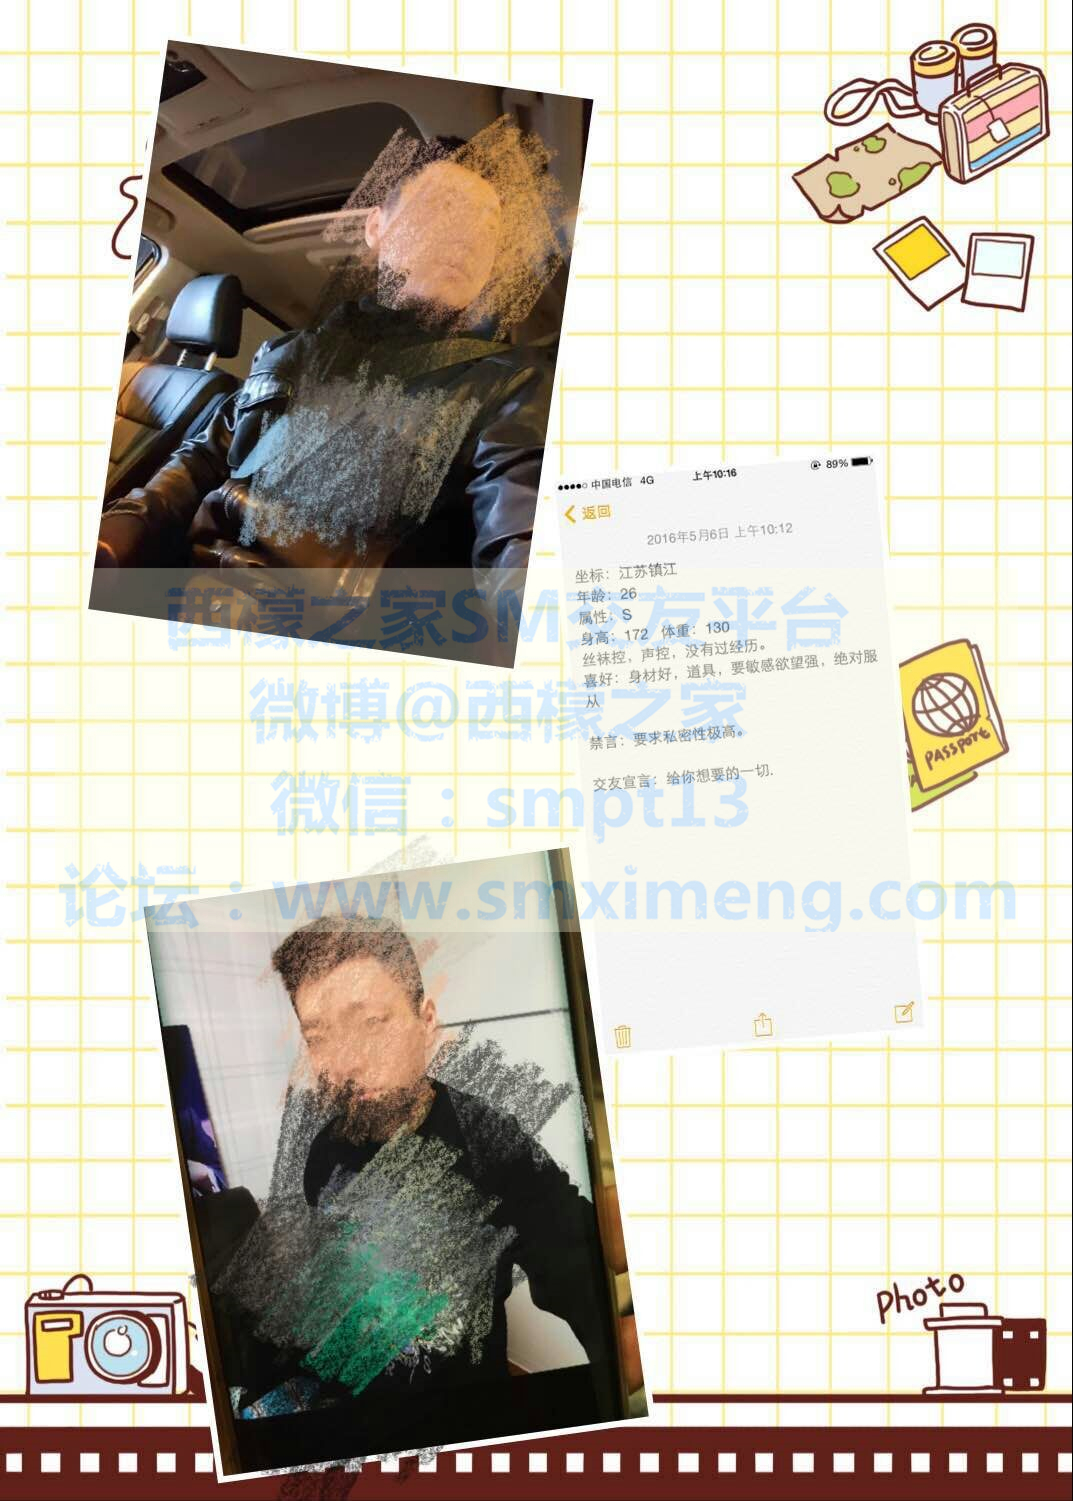 中国电信 4G 上午10:16 89%
返回
2016年5月6日 上午10:12
坐标：江苏镇江
年龄：26
属性：S
身高：172 体重：130
丝袜控，声控，没有过经历。
喜好：身材好，道具，要敏感欲望强，绝对服
从
禁言：要求私密性极高。
交友宣言：给你想要的一切.
西檬之家SM交友平台
微博@西檬之家
微信：smpt13
论坛：www.smximeng.com
PASSPORT
photo